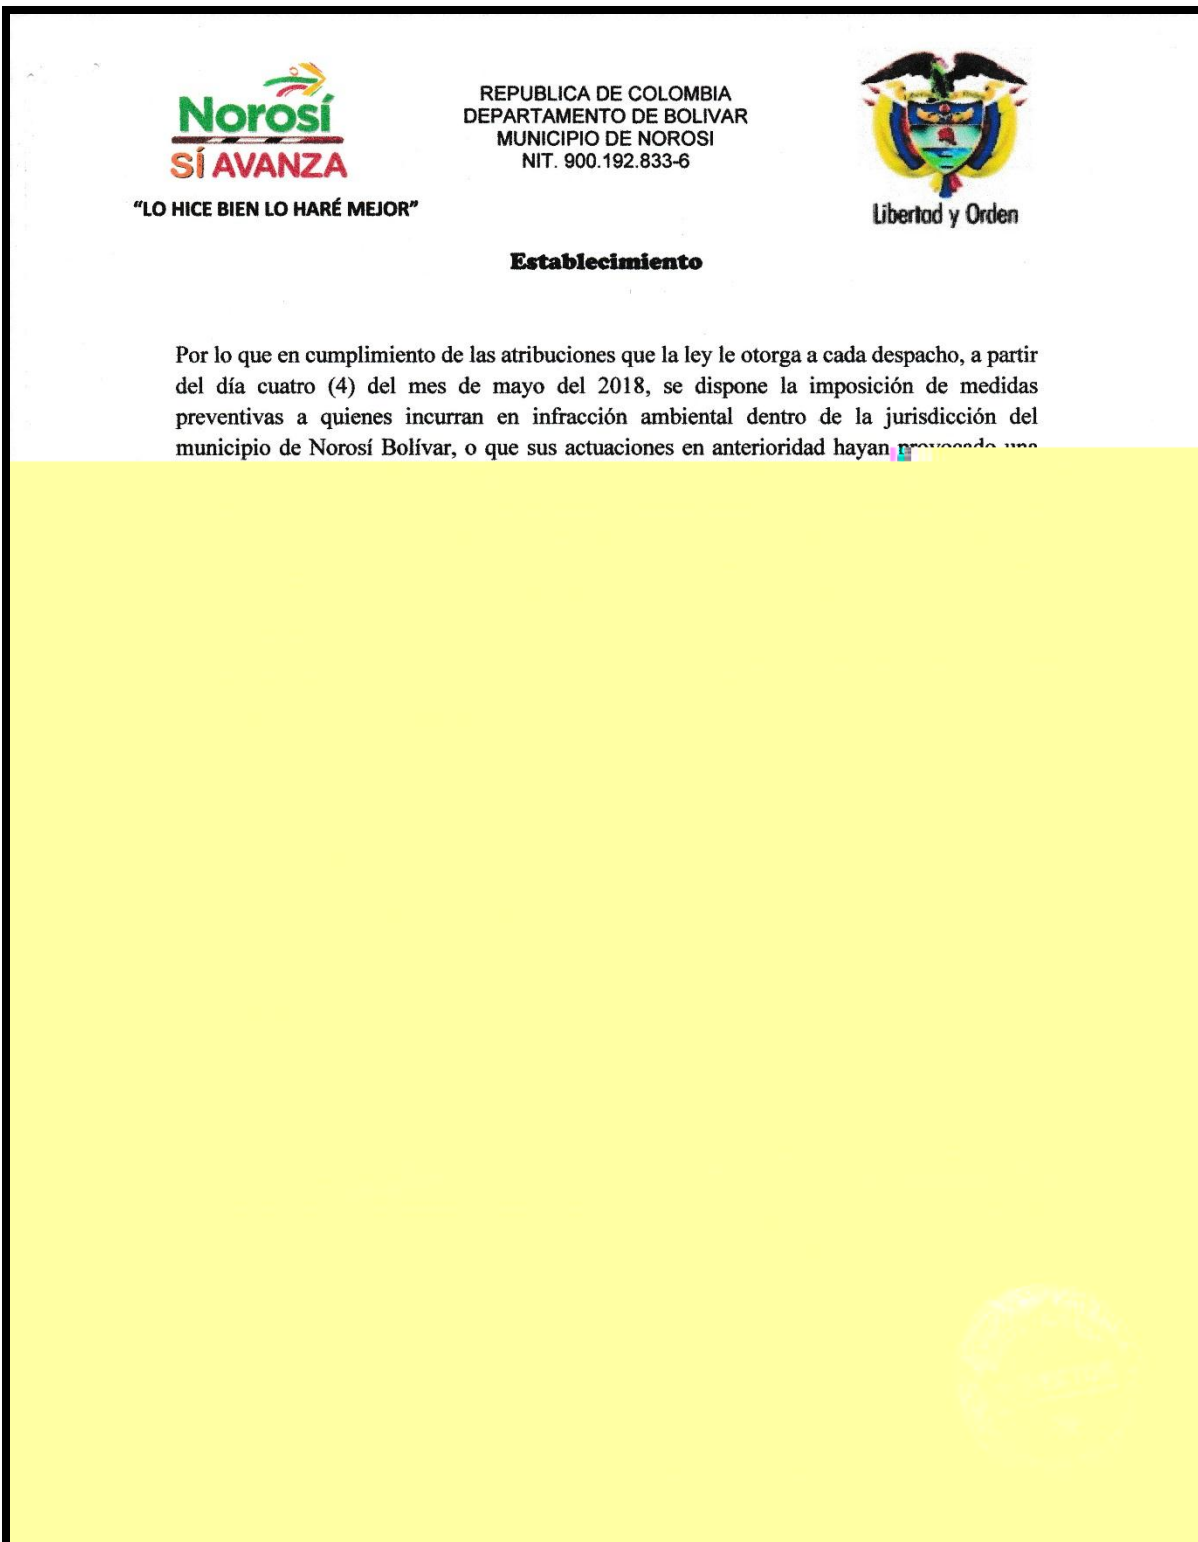 Norosí
SÍ AVANZA
"LO HICE BIEN LO HARÉ MEJOR"
REPUBLICA DE COLOMBIA
DEPARTAMENTO DE BOLIVAR
MUNICIPIO DE NOROSI
NIT. 900.192.833-6
Libertad y Orden
Establecimiento
Por lo que en cumplimiento de las atribuciones que la ley le otorga a cada despacho, a partir
del día cuatro (4) del mes de mayo del 2018, se dispone la imposición de medidas
preventivas a quienes incurran en infracción ambiental dentro de la jurisdicción del
municipio de Norosí Bolívar, o que sus actuaciones en anterioridad hayan provocado una